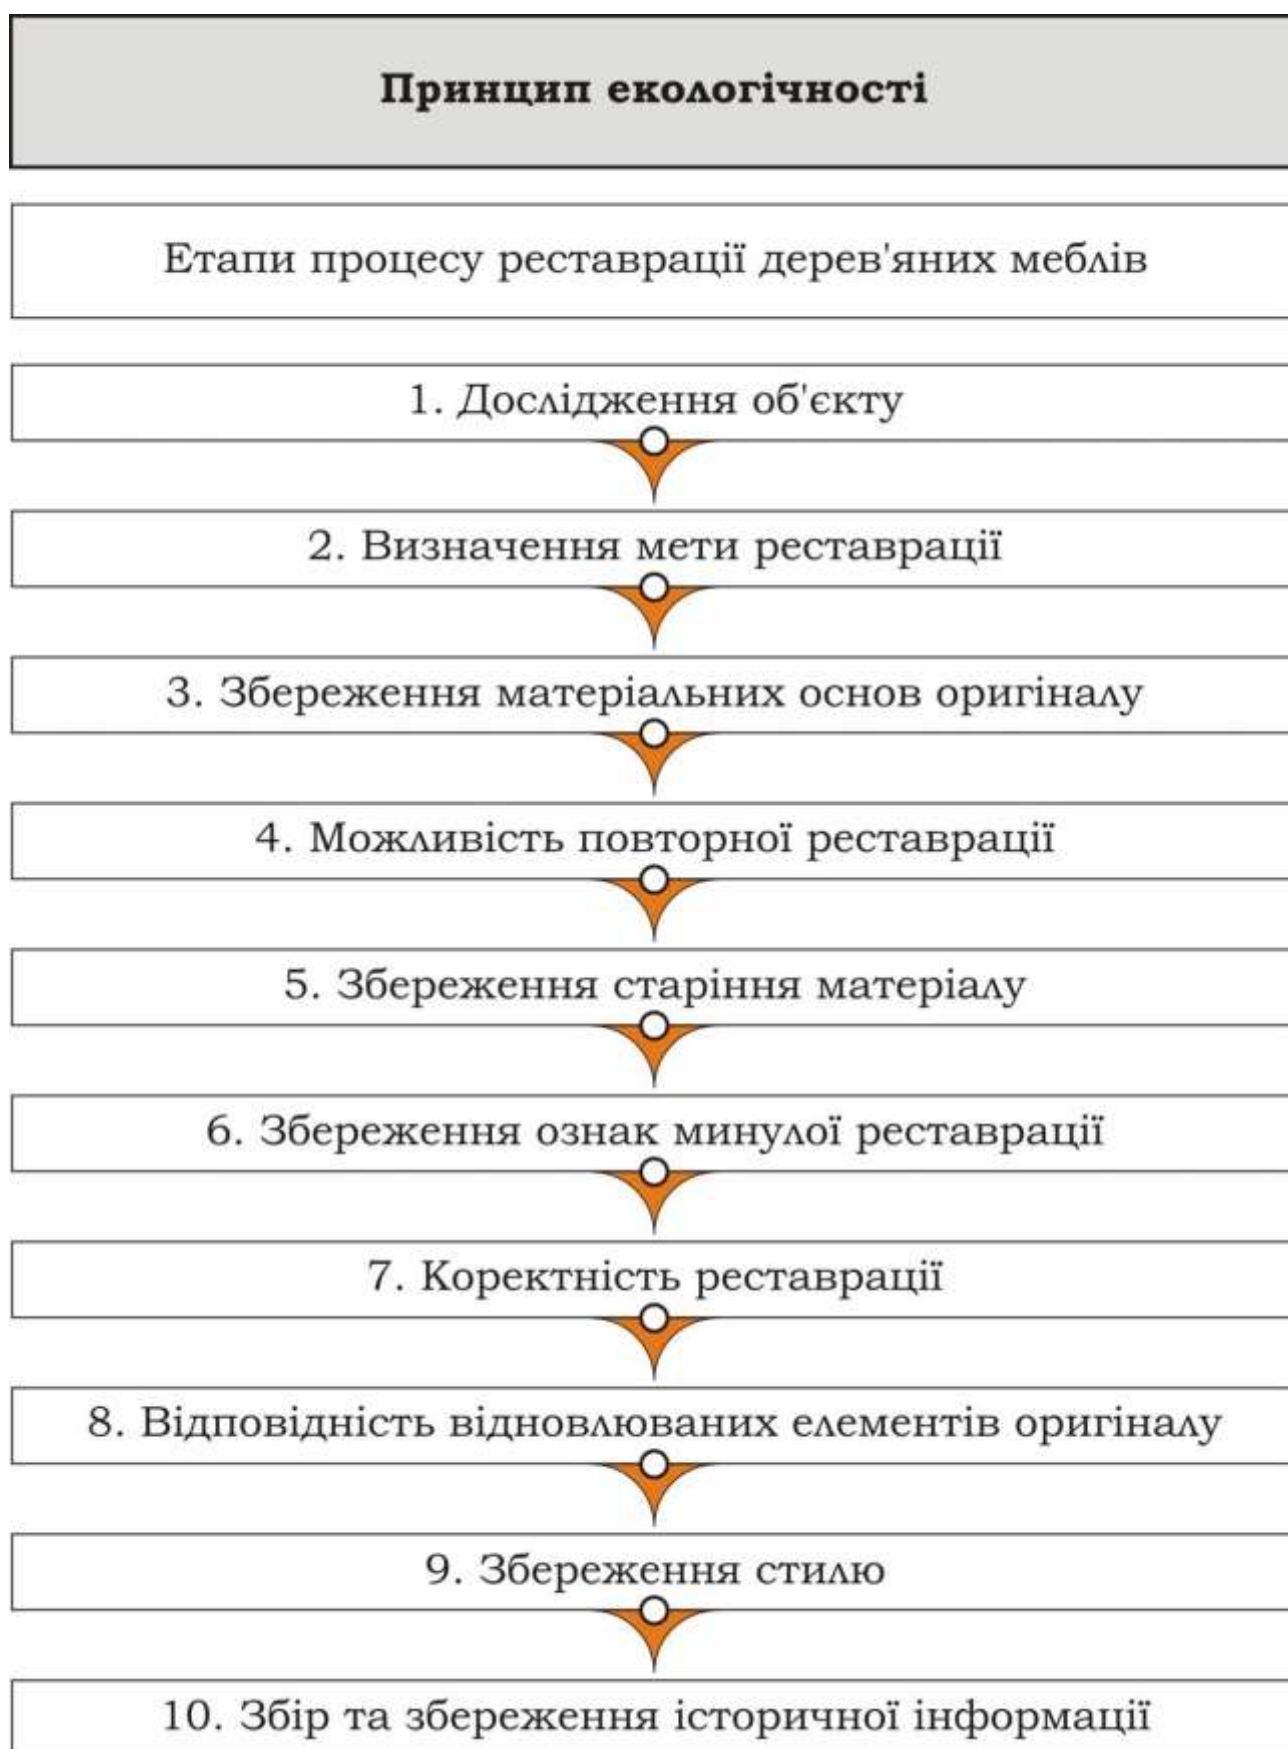 Принцип екологічності
Етапи процесу реставрації дерев'яних меблів
1. Дослідження об'єкту
2. Визначення мети реставрації
3. Збереження матеріальних основ оригіналу
4. Можливість повторної реставрації
5. Збереження старіння матеріалу
6. Збереження ознак минулої реставрації
7. Коректність реставрації
8. Відповідність відновлюваних елементів оригіналу
9. Збереження стилю
10. Збір та збереження історичної інформації